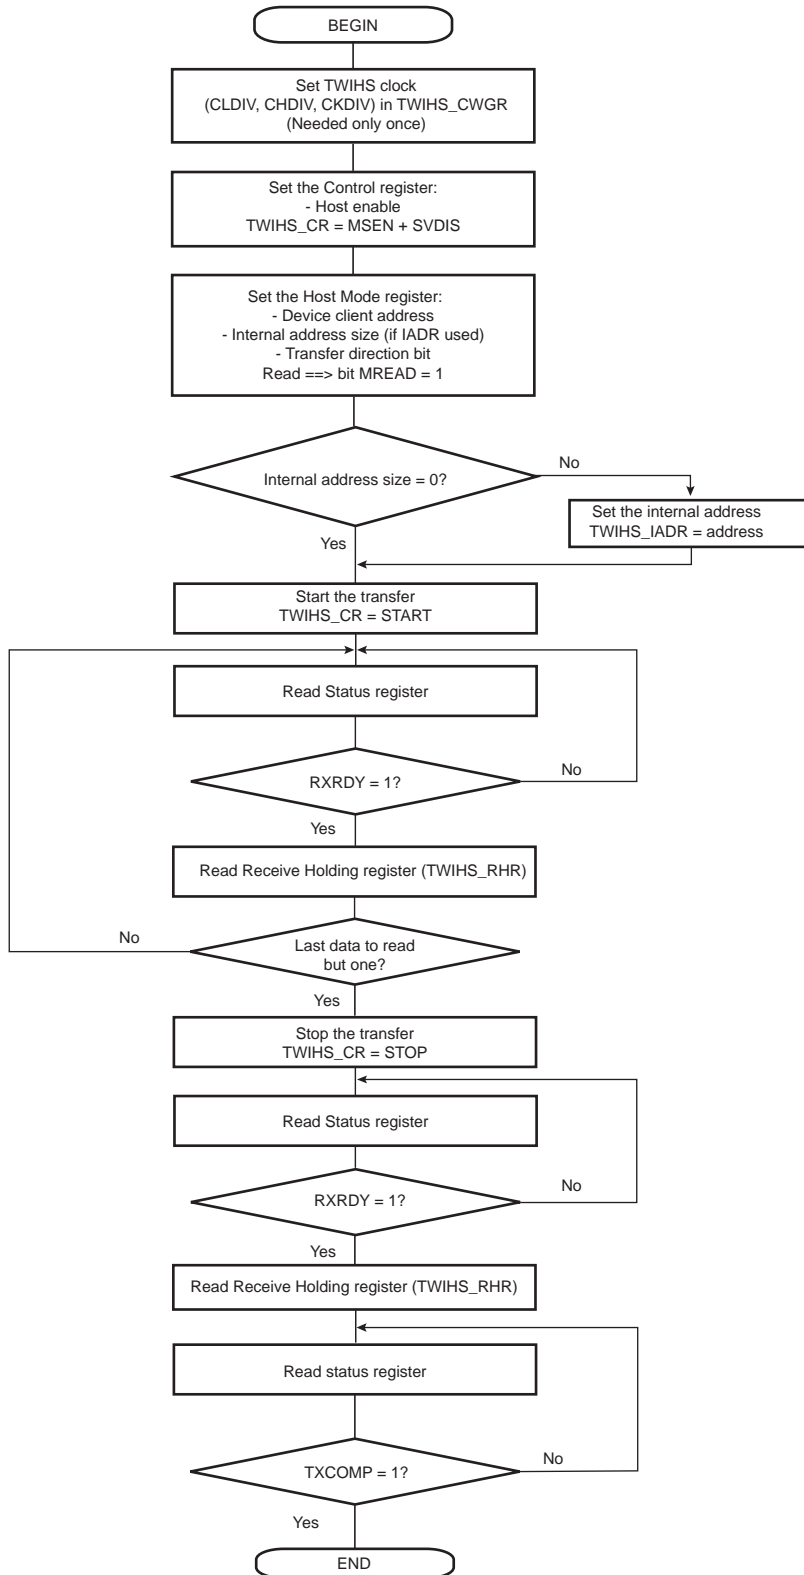 BEGIN
Set TWIHS clock
(CLDIV, CHDIV, CKDIV) in TWIHS_CWGR
(Needed only once)
Set the Control register:
- Host enable
TWIHS_CR = MSEN + SVDIS
Set the Host Mode register:
- Device client address
- Internal address size (if IADR used)
- Transfer direction bit
Read ==> bit MREAD = 1
Internal address size = 0?
No
Set the internal address
TWIHS_IADR = address
Yes
Start the transfer
TWIHS_CR = START
Read Status register
RXRDY = 1?
No
Yes
Read Receive Holding register (TWIHS_RHR)
Last data to read
but one?
No
Yes
Stop the transfer
TWIHS_CR = STOP
Read Status register
RXRDY = 1?
No
Yes
Read Receive Holding register (TWIHS_RHR)
Read status register
TXCOMP = 1?
No
Yes
END